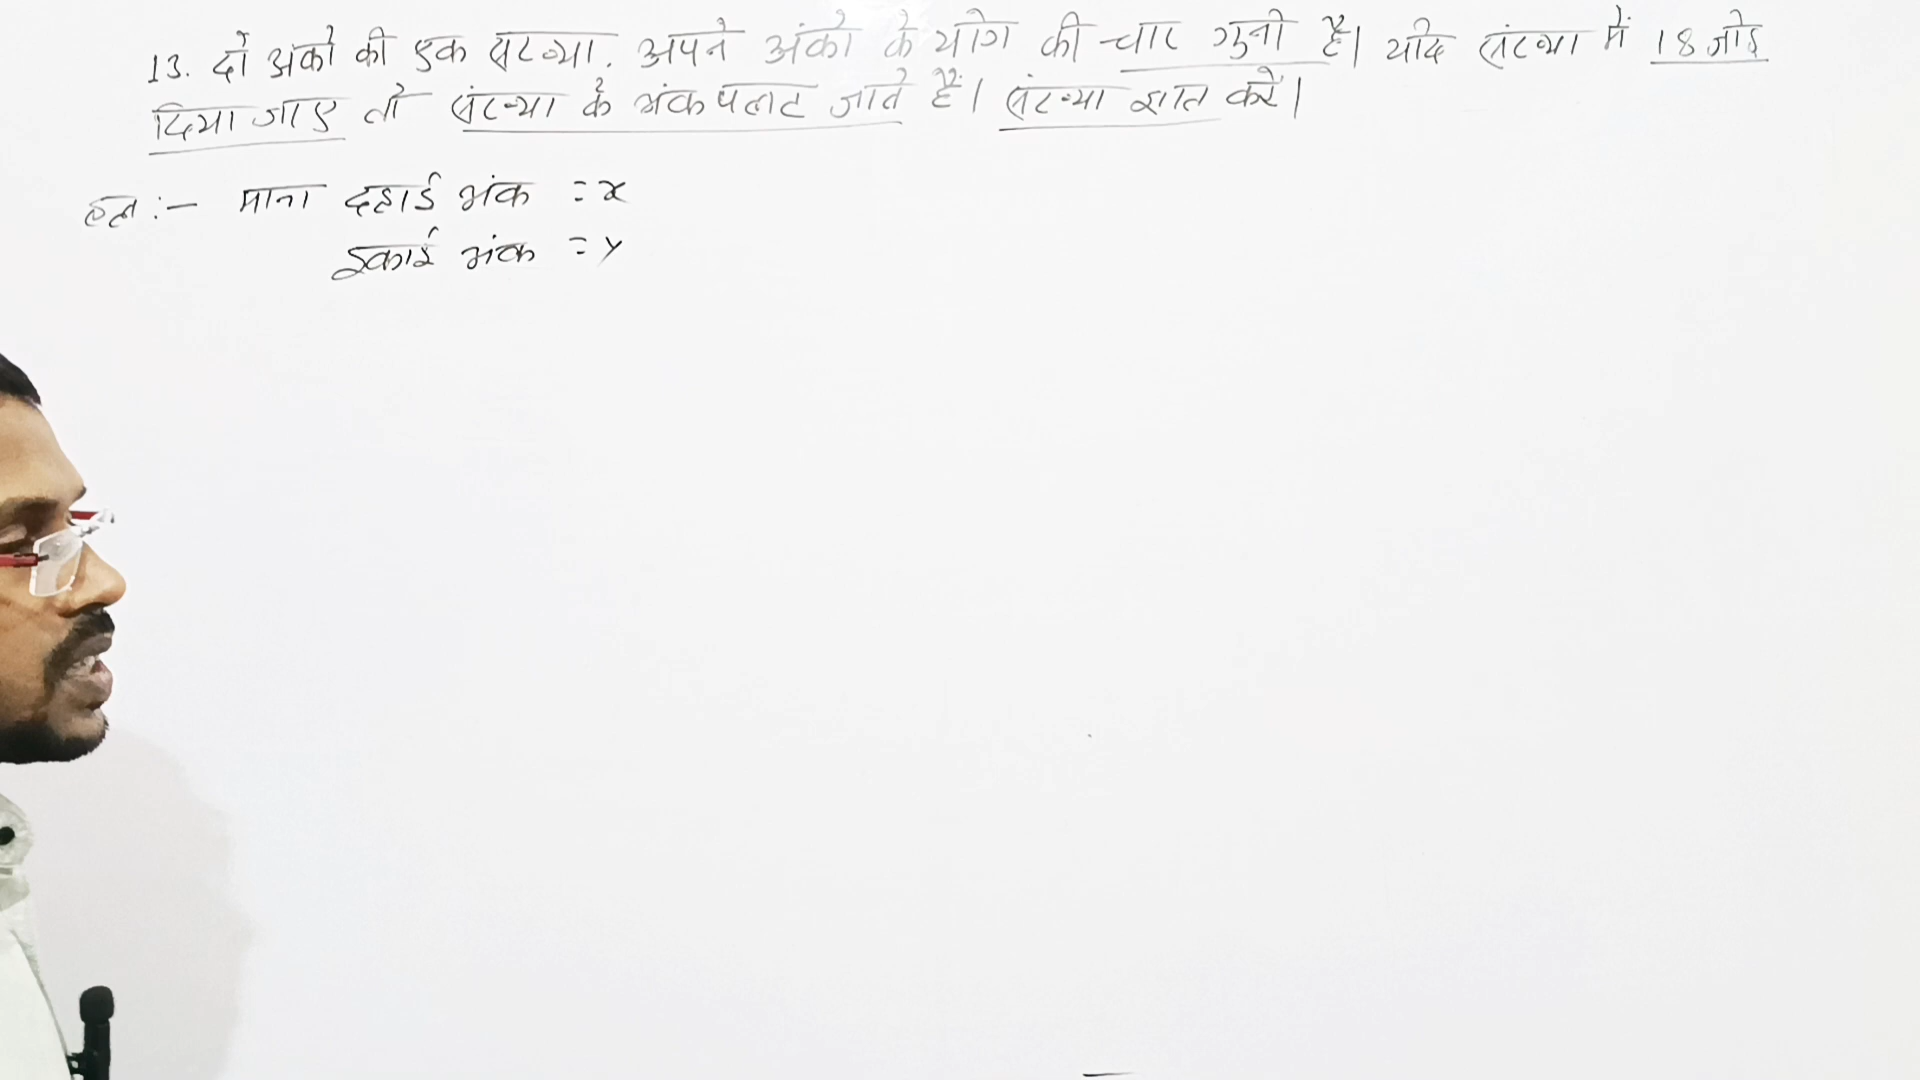 13. दो अंको की एक संख्या. अपने अंको के योग की चार गुनी है। यदि संख्या में 18 जोड़
दिया जाए तो संख्या के अंक पलट जाते हैं। संख्या ज्ञात करें।
हल :- माना दहाई अंक = x
इकाई अंक = y